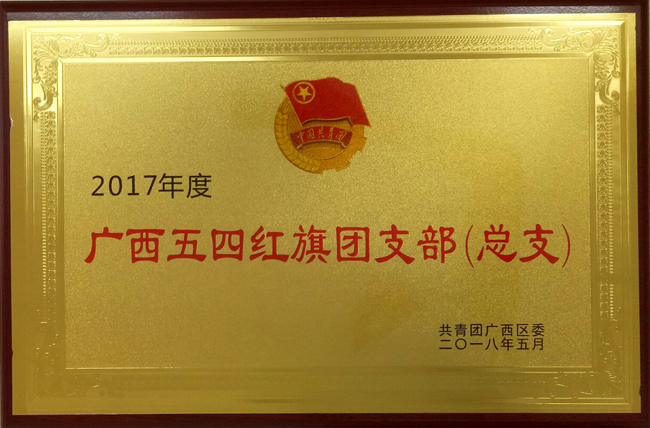 中国共青团
2017年度
广西五四红旗团支部(总支)
共青团广西区委
二〇一八年五月